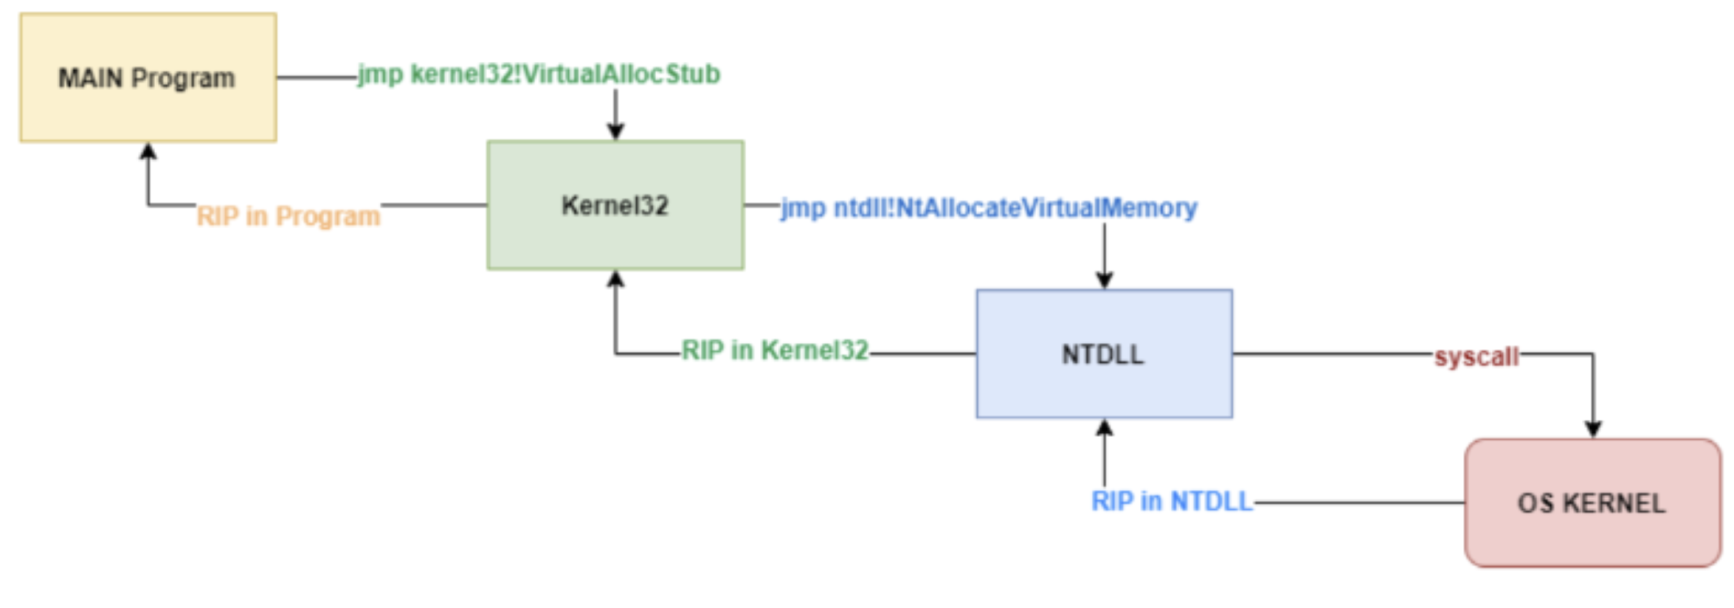 MAIN Program
jmp kernel32!VirtualAllocStub
Kernel32
RIP in Program
jmp ntdll!NtAllocateVirtualMemory
NTDLL
RIP in Kernel32
syscall
OS KERNEL
RIP in NTDLL